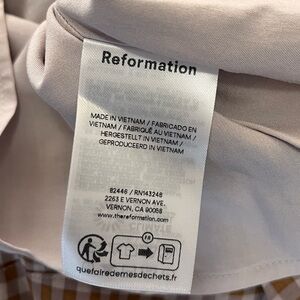 Reformation
MADE IN VIETNAM / FABRICADO EN
VIETNAM / FABRIQUÉ AU VIETNAM /
HERGESTELLT IN VIETNAM /
GEPRODUCEERD IN VIETNAM
82446 / RN143248
2263 E VERNON AVE.
VERNON, CA 90058
www.thereformation.com
FR
quefairedemesdechets.fr